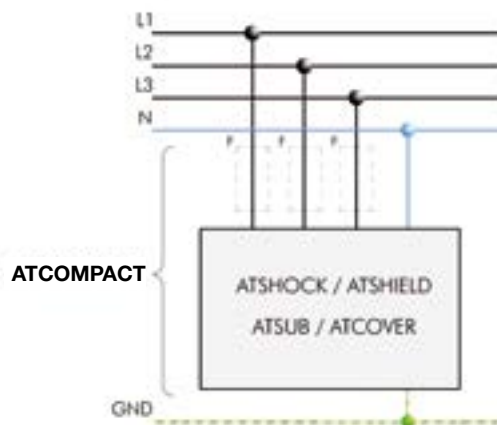 L1
L2
L3
N
F F F
ATCOMPACT
ATSHOCK / ATSHIELD
ATSUB / ATCOVER
GND